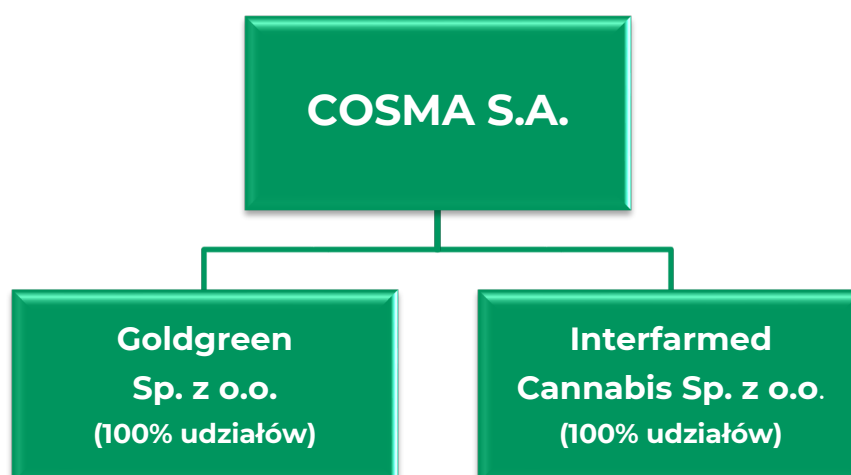 COSMA S.A.
Goldgreen
Sp. z o.o.
(100% udziałów)
Interfarmed
Cannabis Sp. z o.o.
(100% udziałów)